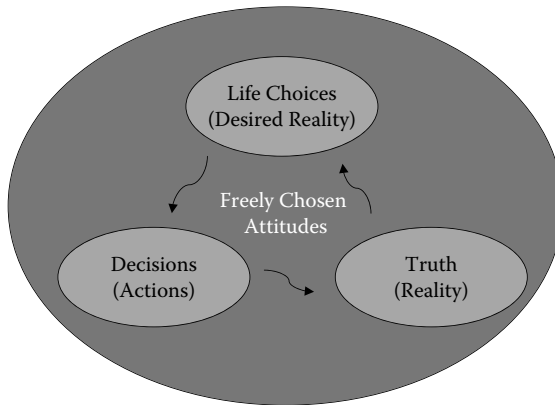 Life Choices
(Desired Reality)
Freely Chosen
Attitudes
Decisions
(Actions)
Truth
(Reality)